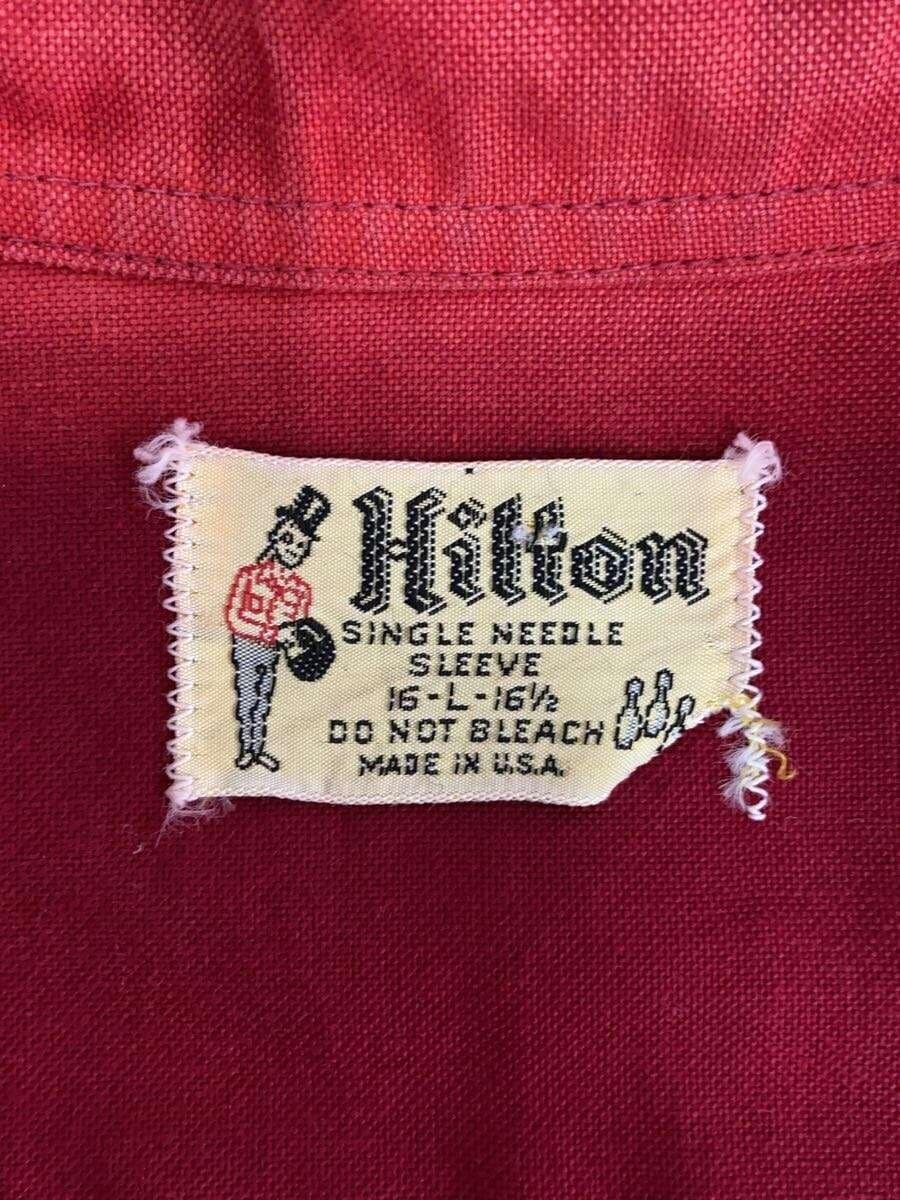 Hilton
SINGLE NEEDLE
SLEEVE
16-L-16½
DO NOT BLEACH
MADE IN U.S.A.